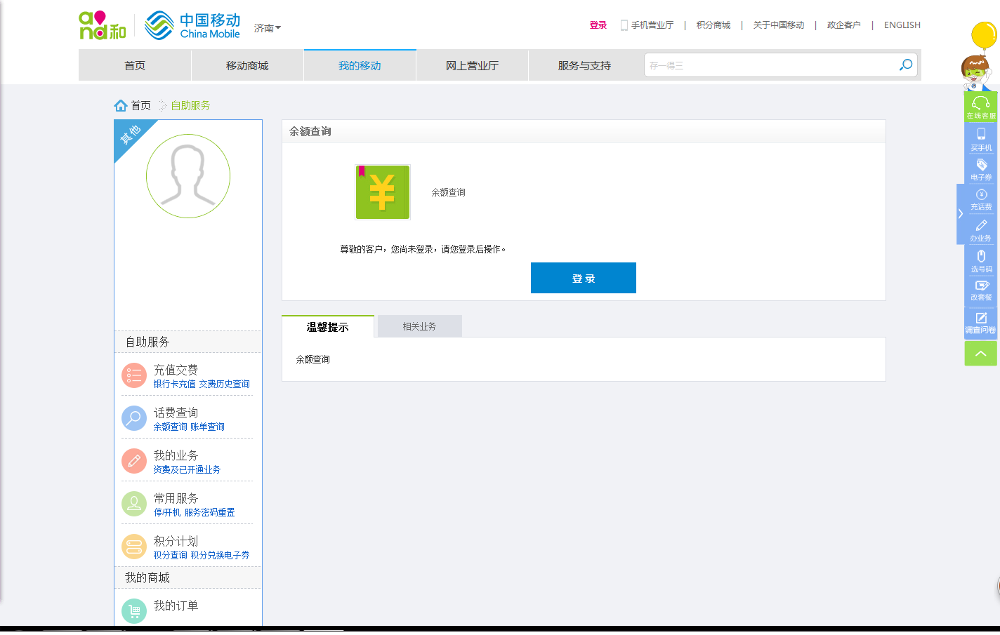 and和
中国移动
China Mobile
济南
登录
手机营业厅 | 积分商城 | 关于中国移动 | 政企客户 | ENGLISH
首页
移动商城
我的移动
网上营业厅
服务与支持
存一得三
首页
自助服务
其他
自助服务
充值交费
银行卡充值 交费历史查询
话费查询
余额查询 账单查询
我的业务
资费及已开通业务
常用服务
停/开机 服务密码重置
积分计划
积分查询 积分兑换电子券
我的商城
我的订单
余额查询
¥
余额查询
尊敬的客户，您尚未登录，请您登录后操作。
登 录
温馨提示
相关业务
余额查询
在线客服
买手机
电子券
充话费
办业务
选号码
改套餐
调查问卷